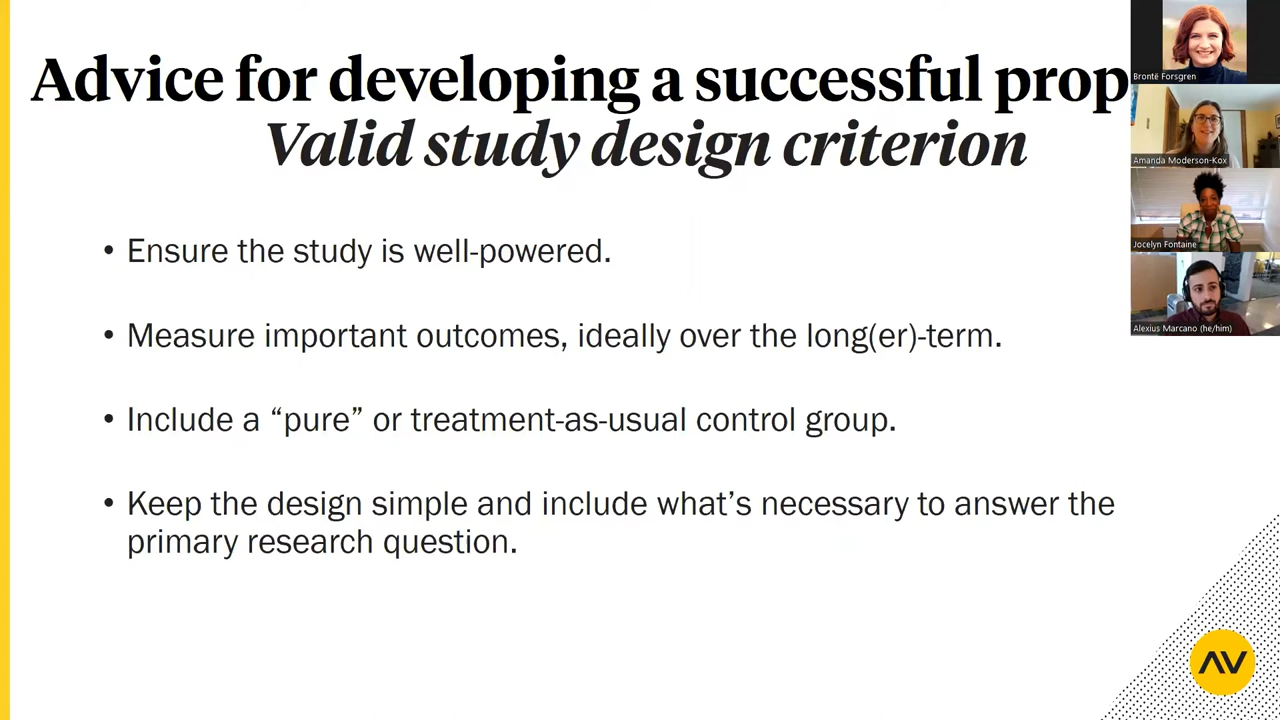 Advice for developing a successful prop
Valid study design criterion
• Ensure the study is well-powered.
• Measure important outcomes, ideally over the long(er)-term.
• Include a “pure” or treatment-as-usual control group.
• Keep the design simple and include what’s necessary to answer the
primary research question.
Brontë Forsgren
Amanda Moderson-Kox
Jocelyn Fontaine
Alexius Marcano (he/him)
AV